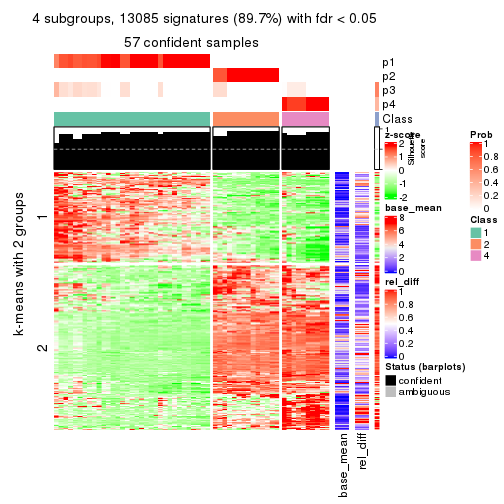 4 subgroups, 13085 signatures (89.7%) with fdr < 0.05
57 confident samples
p1
p2
p3
p4
Class
1
Silhouette
score
k-means with 2 groups
1
2
z-score
2
1
0
-1
-2
base_mean
8
6
4
2
0
rel_diff
1
0.8
0.6
0.4
0.2
0
Status (barplots)
confident
ambiguous
Prob
1
0.8
0.6
0.4
0.2
0
Class
1
2
4
base_mean
rel_diff